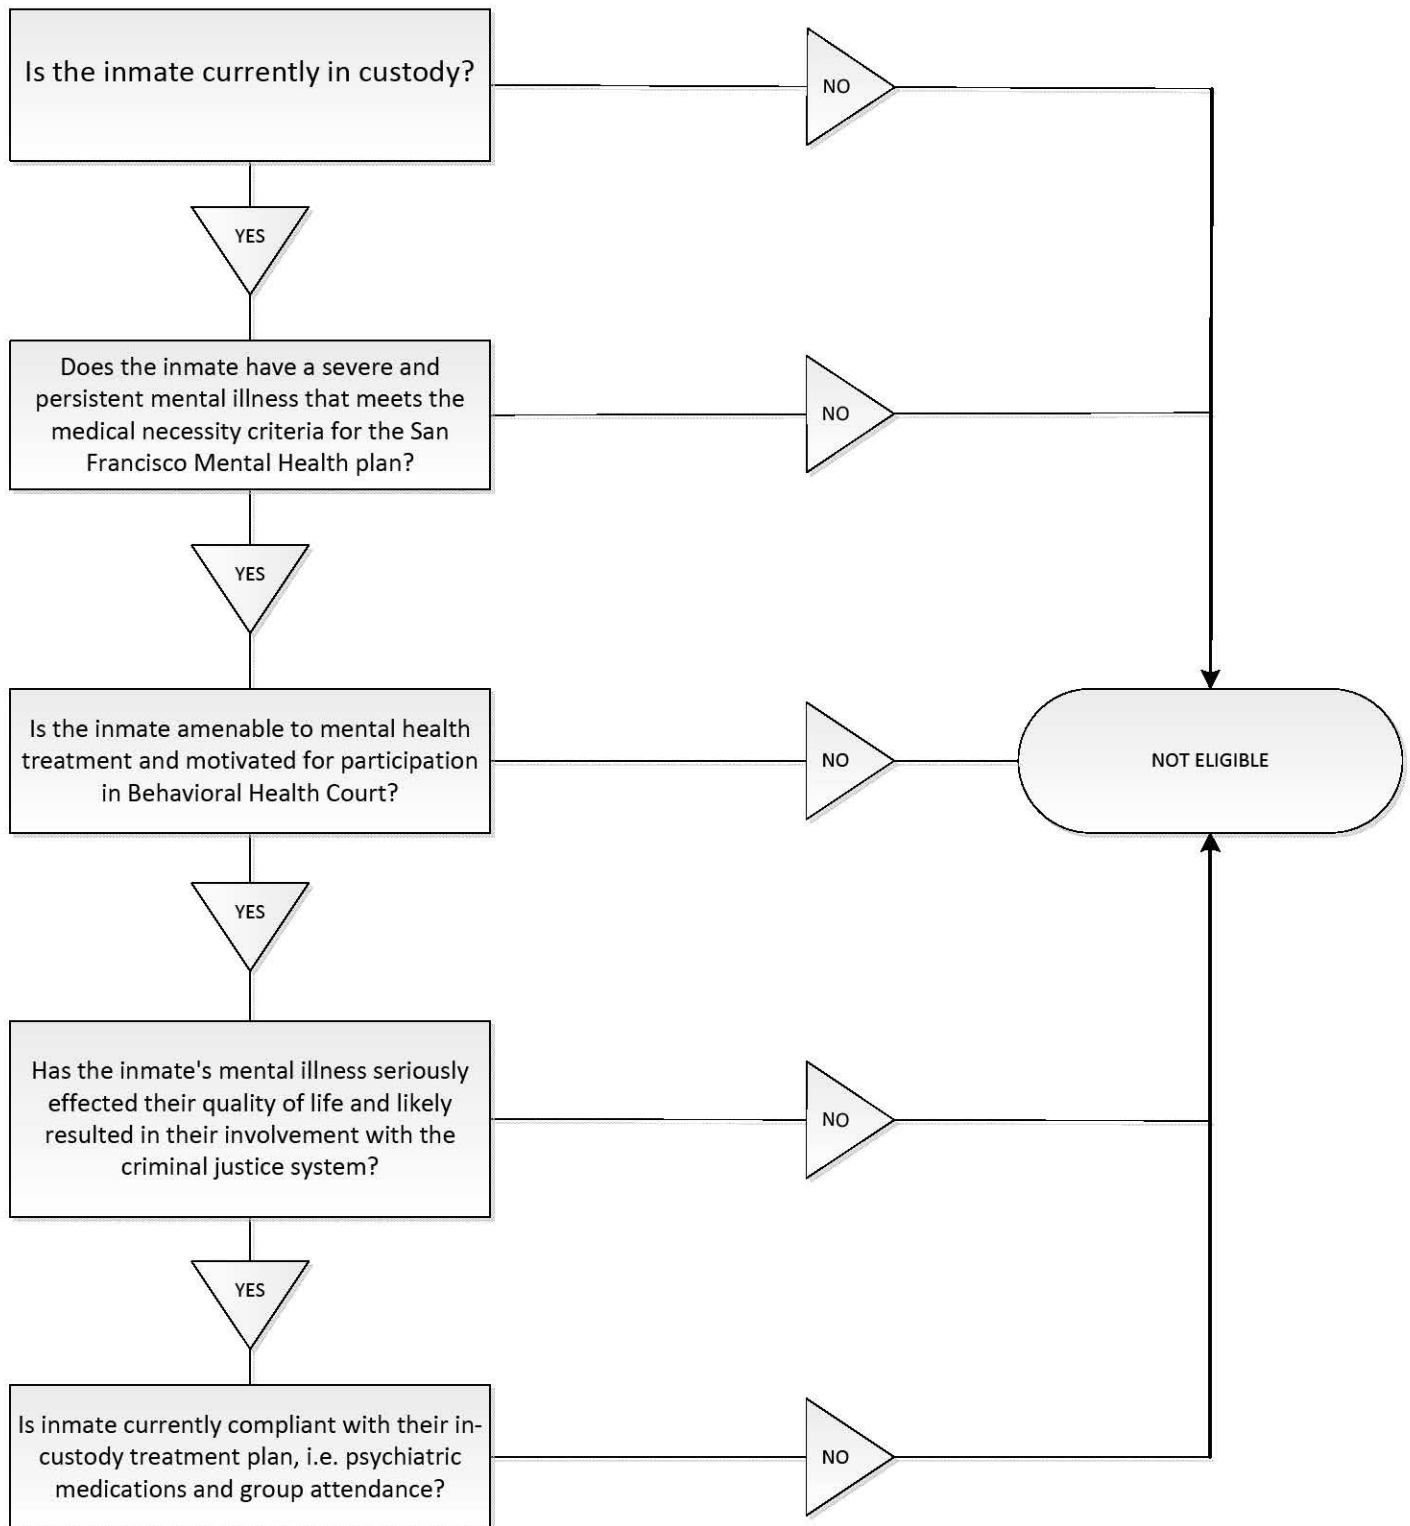 Is the inmate currently in custody?
NO
YES
Does the inmate have a severe and
persistent mental illness that meets the
medical necessity criteria for the San
Francisco Mental Health plan?
NO
YES
Is the inmate amenable to mental health
treatment and motivated for participation
in Behavioral Health Court?
NO
NOT ELIGIBLE
YES
Has the inmate's mental illness seriously
effected their quality of life and likely
resulted in their involvement with the
criminal justice system?
NO
YES
Is inmate currently compliant with their in-
custody treatment plan, i.e. psychiatric
medications and group attendance?
NO